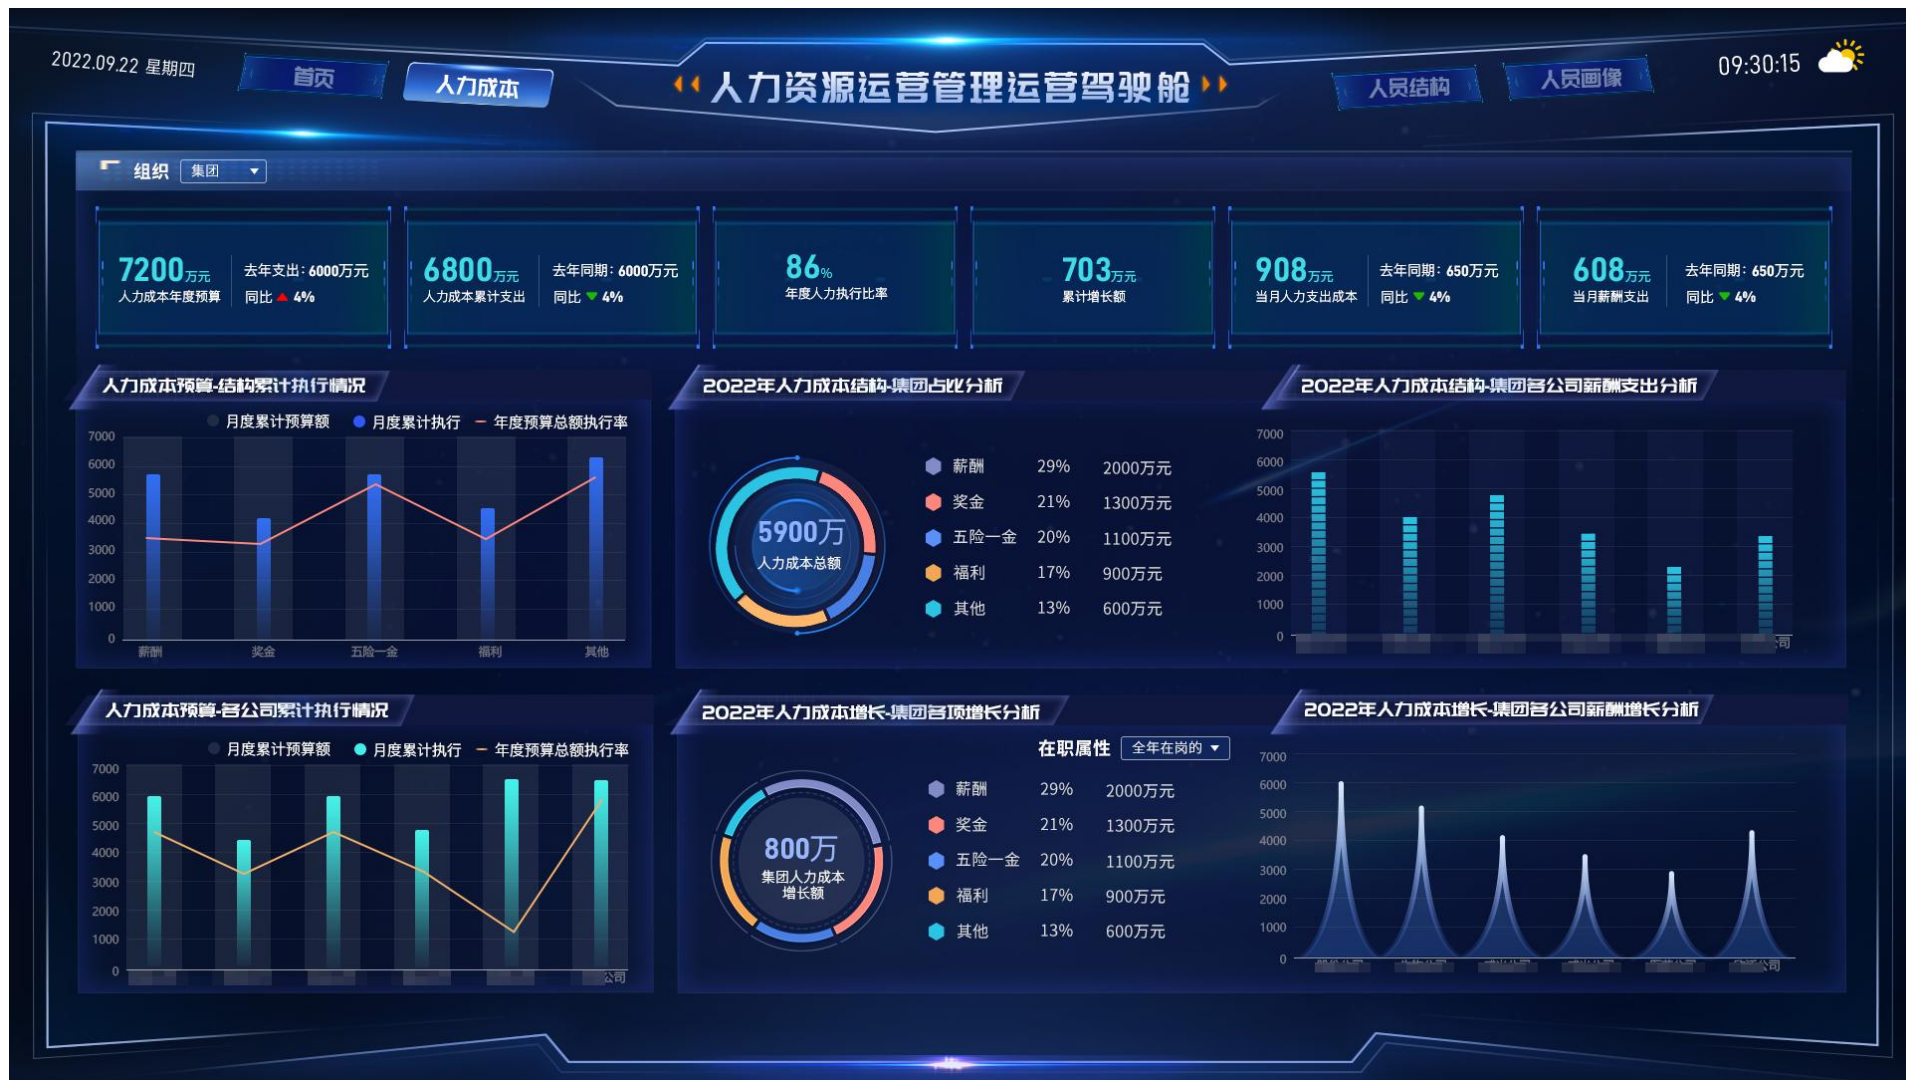 2022.09.22 星期四
首页
人力成本
人力资源运营管理运营驾驶舱
人员结构
人员画像
09:30:15
组织 集团
7200万元
人力成本年度预算
去年支出：6000万元
同比 4%
6800万元
人力成本累计支出
去年同期：6000万元
同比 4%
86%
年度人力执行比率
703万元
累计增长额
908万元
当月人力支出成本
去年同期：650万元
同比 4%
608万元
当月薪酬支出
去年同期：650万元
同比 4%
人力成本预算-结构累计执行情况
月度累计预算额 月度累计执行 年度预算总额执行率
7000
6000
5000
4000
3000
2000
1000
0
薪酬 奖金 五险一金 福利 其他
2022年人力成本结构-集团占比分析
5900万
人力成本总额
薪酬 29% 2000万元
奖金 21% 1300万元
五险一金 20% 1100万元
福利 17% 900万元
其他 13% 600万元
2022年人力成本结构-集团各公司薪酬支出分析
7000
6000
5000
4000
3000
2000
1000
0
司
人力成本预算-各公司累计执行情况
月度累计预算额 月度累计执行 年度预算总额执行率
7000
6000
5000
4000
3000
2000
1000
0
公司
2022年人力成本增长-集团各项增长分析
在职属性 全年在岗的
800万
集团人力成本
增长额
薪酬 29% 2000万元
奖金 21% 1300万元
五险一金 20% 1100万元
福利 17% 900万元
其他 13% 600万元
2022年人力成本增长-集团各公司薪酬增长分析
7000
6000
5000
4000
3000
2000
1000
0
公司